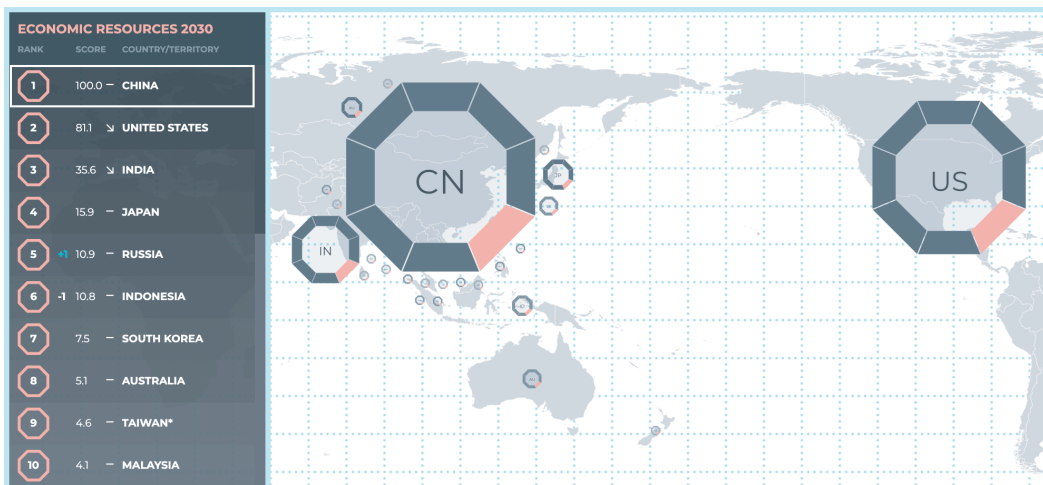 ECONOMIC RESOURCES 2030
RANK SCORE COUNTRY/TERRITORY
1 100.0 – CHINA
2 81.1 ↘ UNITED STATES
3 35.6 ↘ INDIA
4 15.9 – JAPAN
5 +1 10.9 – RUSSIA
6 -1 10.8 – INDONESIA
7 7.5 – SOUTH KOREA
8 5.1 – AUSTRALIA
9 4.6 – TAIWAN*
10 4.1 – MALAYSIA
CN
US
IN
JP